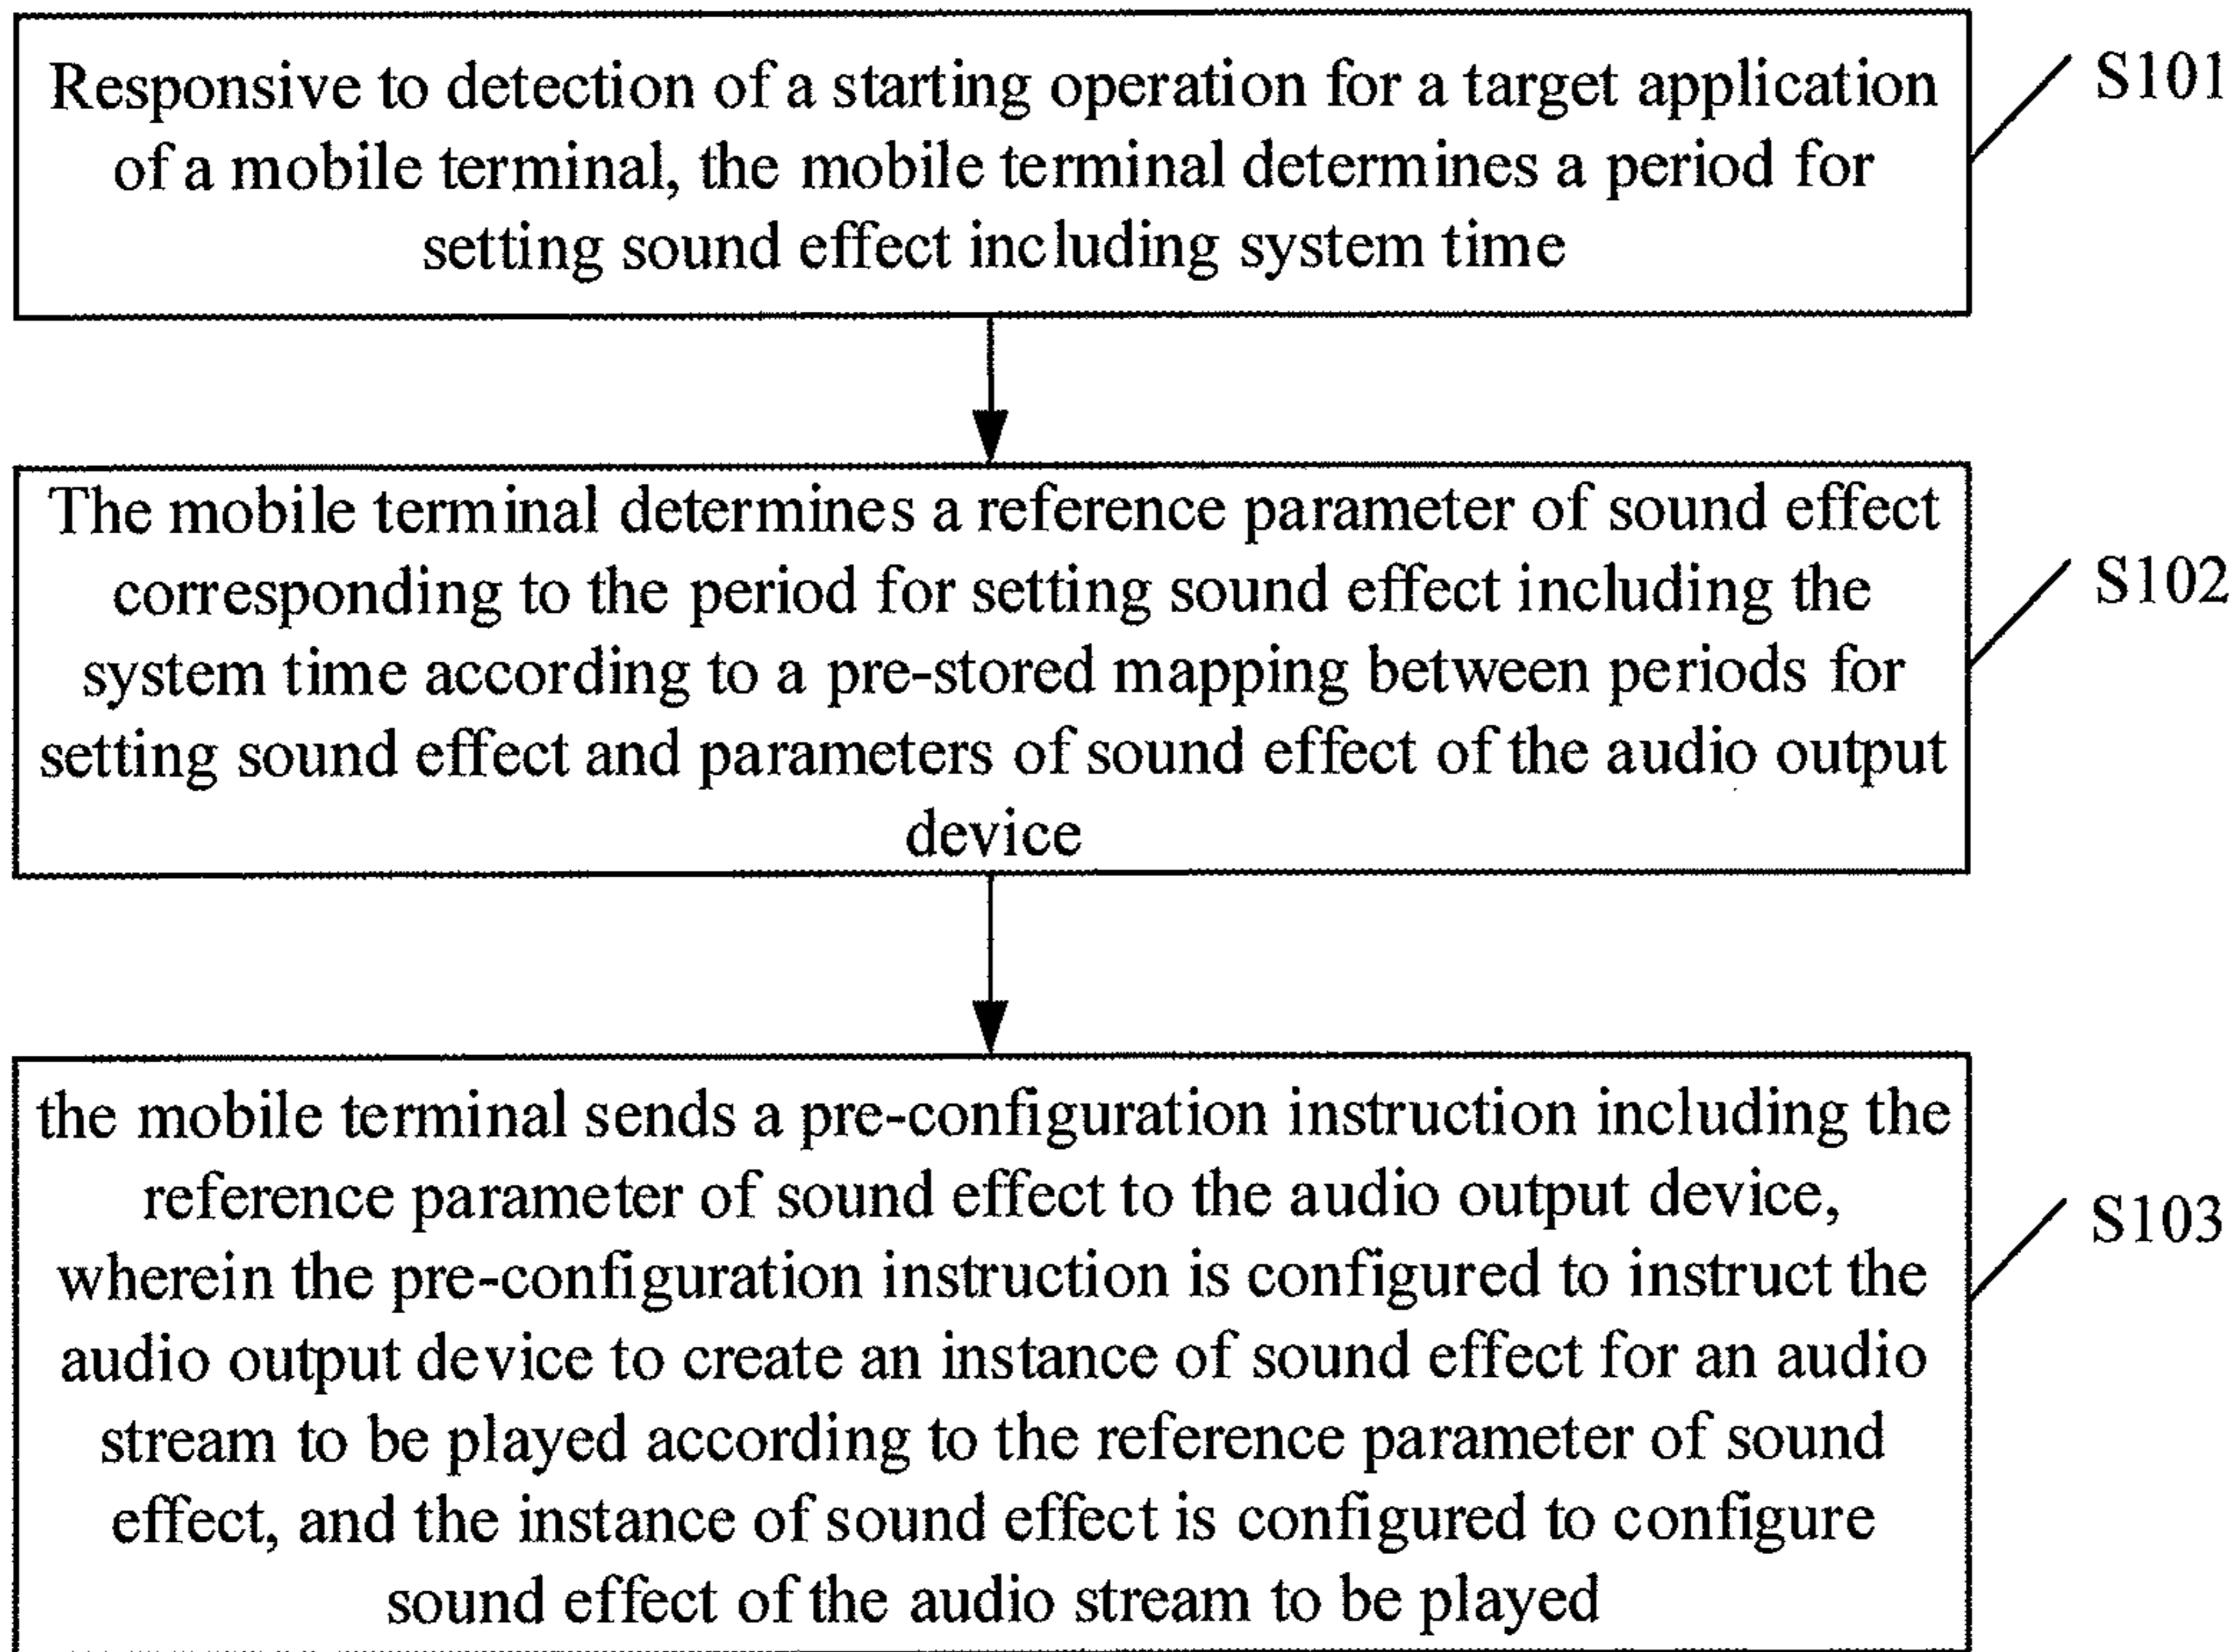 Responsive to detection of a starting operation for a target application
of a mobile terminal, the mobile terminal determines a period for
setting sound effect including system time
S101
The mobile terminal determines a reference parameter of sound effect
corresponding to the period for setting sound effect including the
system time according to a pre-stored mapping between periods for
setting sound effect and parameters of sound effect of the audio output
device
S102
the mobile terminal sends a pre-configuration instruction including the
reference parameter of sound effect to the audio output device,
wherein the pre-configuration instruction is configured to instruct the
audio output device to create an instance of sound effect for an audio
stream to be played according to the reference parameter of sound
effect, and the instance of sound effect is configured to configure
sound effect of the audio stream to be played
S103